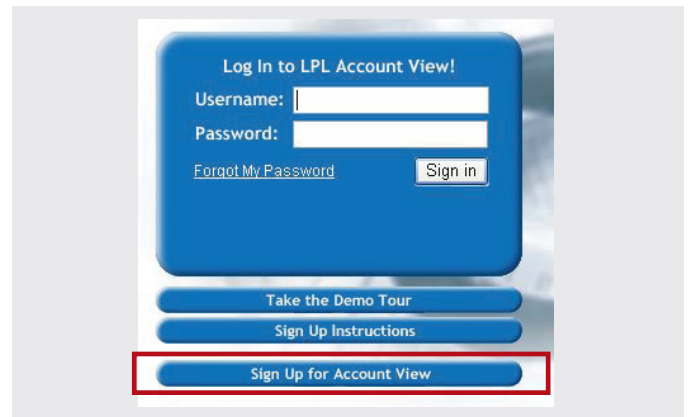 Log In to LPL Account View!
Username:
Password:
Forgot My Password Sign in
Take the Demo Tour
Sign Up Instructions
Sign Up for Account View